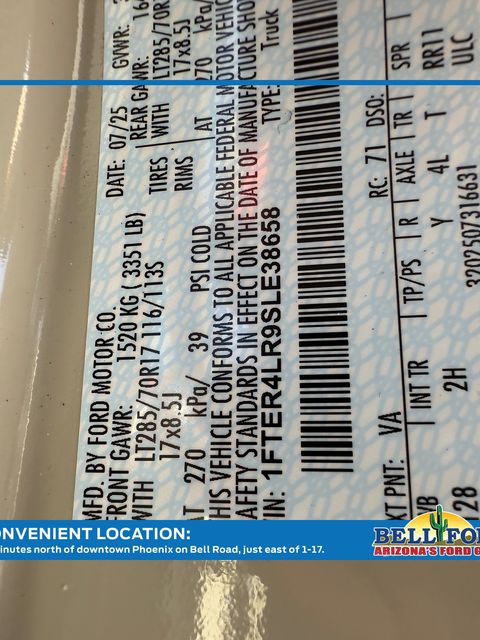 MFD. BY FORD MOTOR CO.
DATE: 07/25 GVWR:
FRONT GAWR: 1520 KG ( 3351 LB) REAR GAWR:
WITH LT285/70R17 116/113S TIRES WITH LT285/70R
17x8.5J RIMS 17x8.5J
AT 270 kPa/ 39 PSI COLD AT 270 kPa/
THIS VEHICLE CONFORMS TO ALL APPLICABLE FEDERAL MOTOR VEHIC
SAFETY STANDARDS IN EFFECT ON THE DATE OF MANUFACTURE SHO
VIN: 1FTER4LR9SLE38658 TYPE: Truck
EXT PNT: VA RC: 71 DSO:
INT TR TP/PS R AXLE TR SPR
2H Y 4L T RR11
3202507316631 ULC
CONVENIENT LOCATION:
minutes north of downtown Phoenix on Bell Road, just east of 1-17.
BELL FO
ARIZONA'S FORD